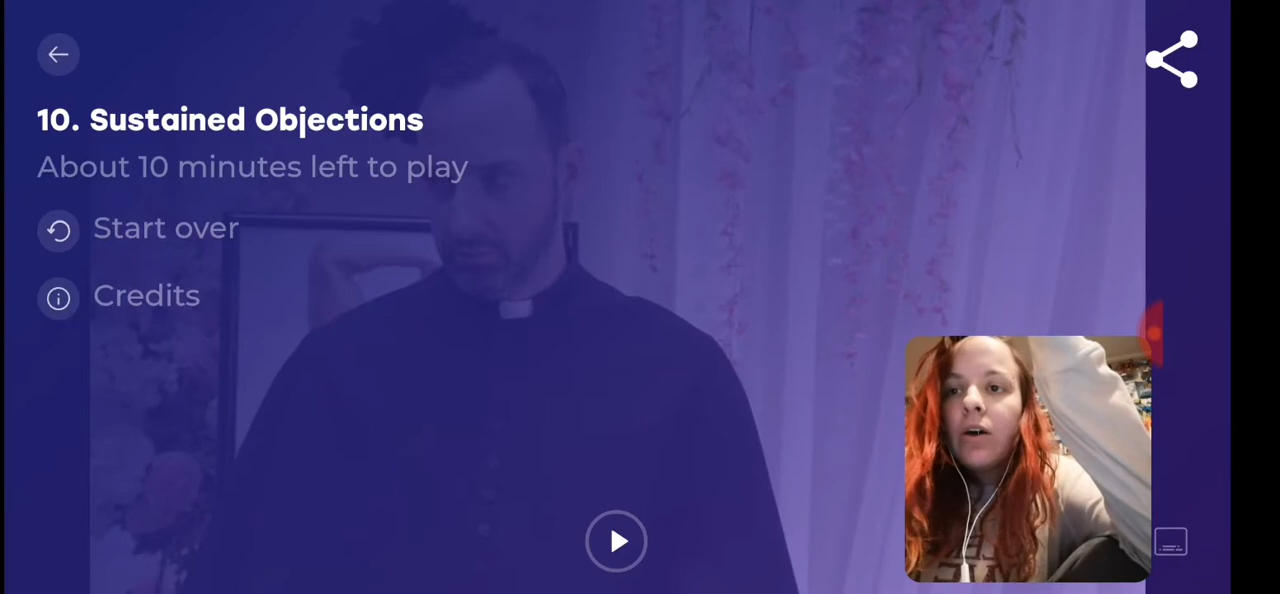 10. Sustained Objections
About 10 minutes left to play
Start over
Credits